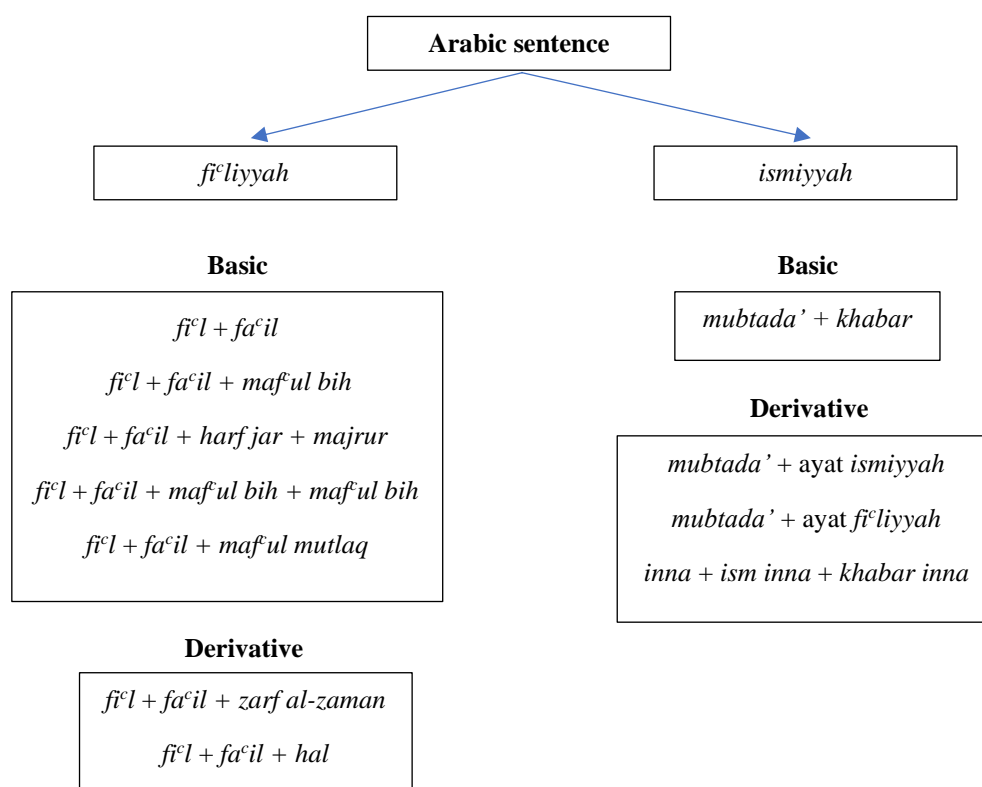 Arabic sentence
fiᶜliyyah
ismiyyah
Basic
fiᶜl + faᶜil
fiᶜl + faᶜil + mafᶜul bih
fiᶜl + faᶜil + harf jar + majrur
fiᶜl + faᶜil + mafᶜul bih + mafᶜul bih
fiᶜl + faᶜil + mafᶜul mutlaq
Derivative
fiᶜl + faᶜil + zarf al-zaman
fiᶜl + faᶜil + hal
Basic
mubtada’ + khabar
Derivative
mubtada’ + ayat ismiyyah
mubtada’ + ayat fiᶜliyyah
inna + ism inna + khabar inna